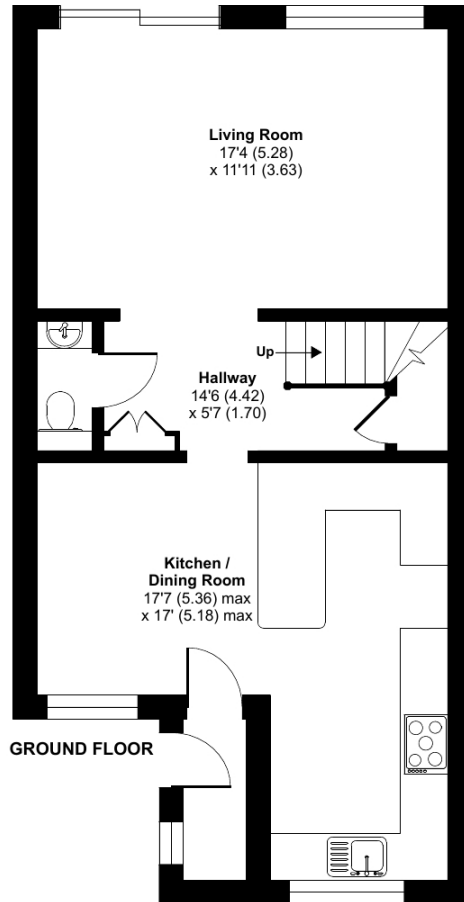 Living Room
17'4 (5.28)
x 11'11 (3.63)
Up
Hallway
14'6 (4.42)
x 5'7 (1.70)
Kitchen /
Dining Room
17'7 (5.36) max
x 17' (5.18) max
GROUND FLOOR